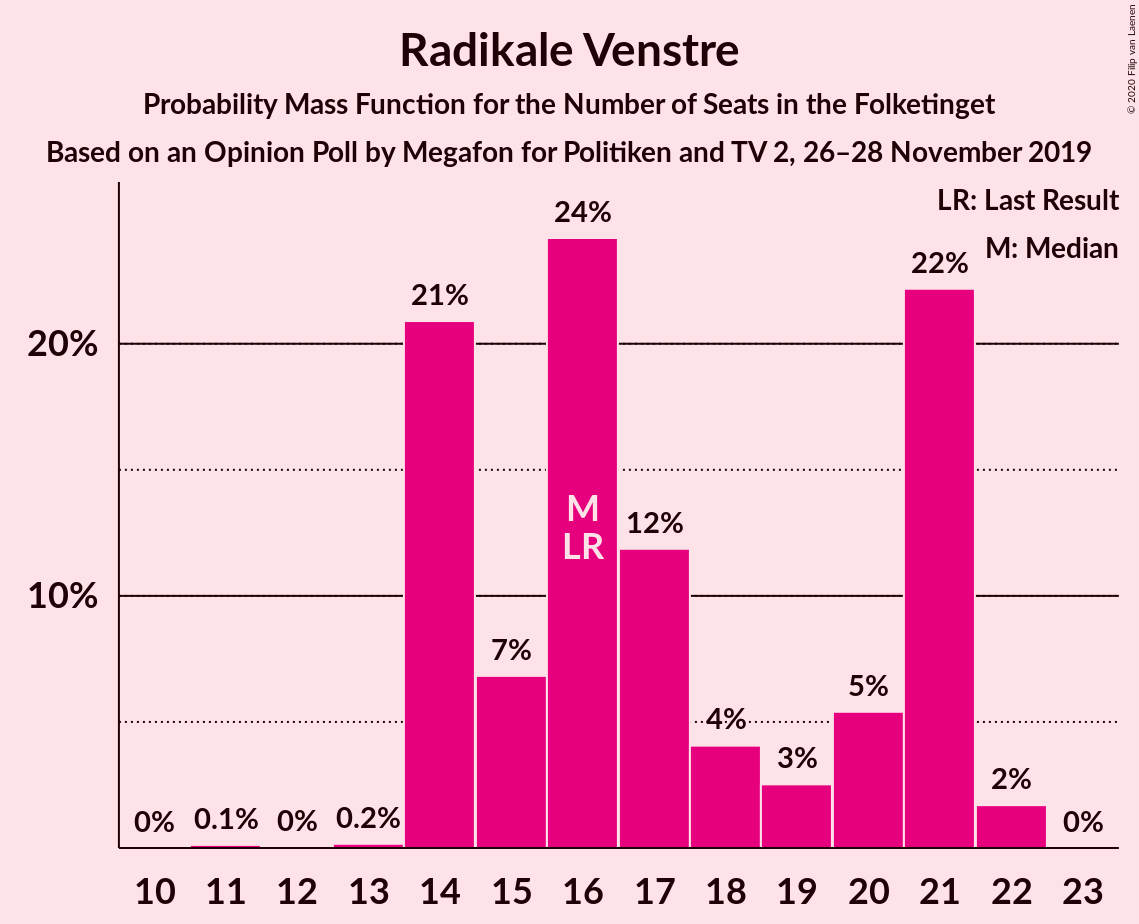 Radikale Venstre
Probability Mass Function for the Number of Seats in the Folketinget
Based on an Opinion Poll by Megafon for Politiken and TV 2, 26–28 November 2019
© 2020 Filip van Laenen
LR: Last Result
M: Median
20%
10%
0%
0.1%
0%
0.2%
21%
7%
24%
M
LR
12%
4%
3%
5%
22%
2%
0%
10 11 12 13 14 15 16 17 18 19 20 21 22 23